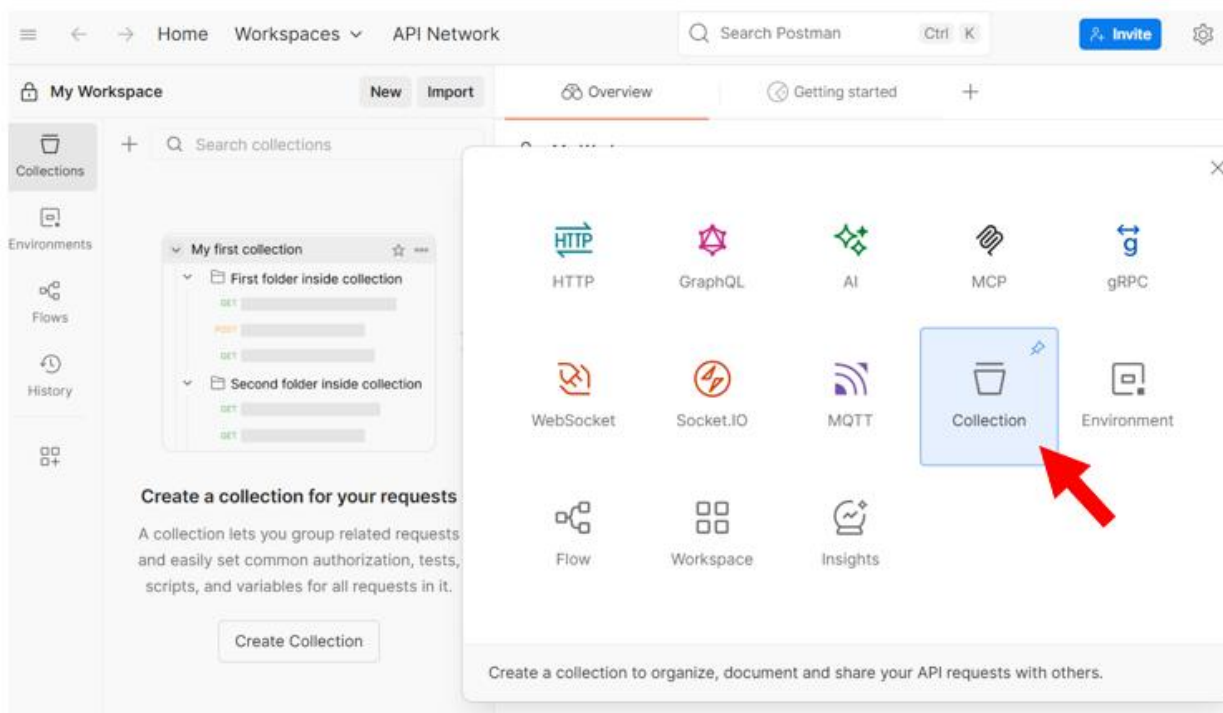 Home Workspaces API Network Search Postman Ctrl K Invite
My Workspace New Import Overview Getting started
Collections
Search collections
Environments
Flows
History
My first collection
First folder inside collection
GET
POST
GET
Second folder inside collection
GET
GET
Create a collection for your requests
A collection lets you group related requests
and easily set common authorization, tests,
scripts, and variables for all requests in it.
Create Collection
HTTP
HTTP GraphQL AI MCP gRPC
WebSocket Socket.IO MQTT Collection Environment
Flow Workspace Insights
Create a collection to organize, document and share your API requests with others.